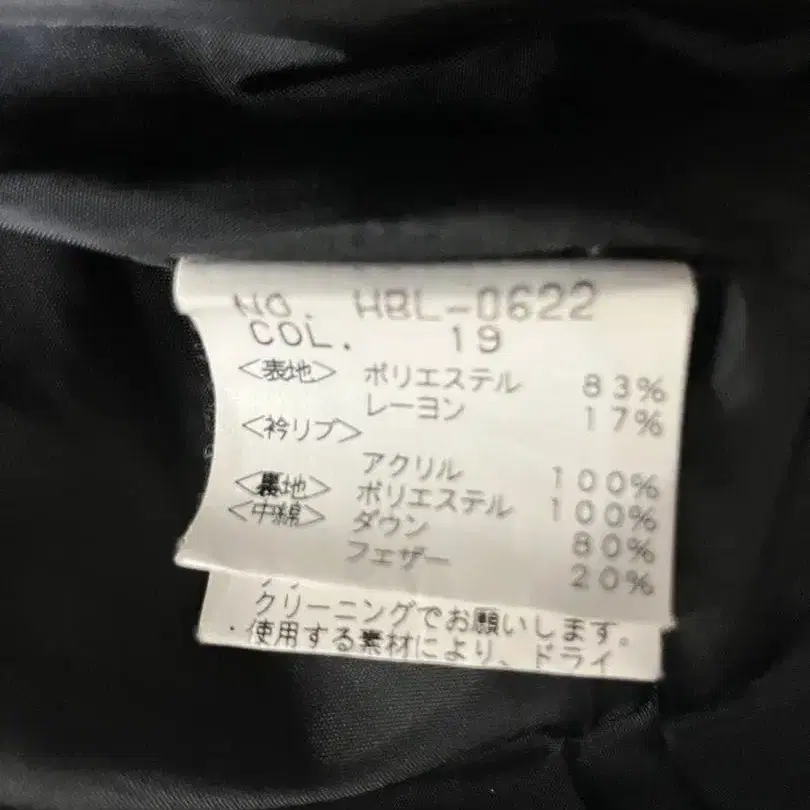 NO. HBL-0622
COL. 19
<表地> ポリエステル 83%
レーヨン 17%
<衿リブ>
アクリル 100%
<裏地> ポリエステル 100%
<中綿> ダウン 80%
フェザー 20%
クリーニングでお願いします。
・使用する素材により、ドライ